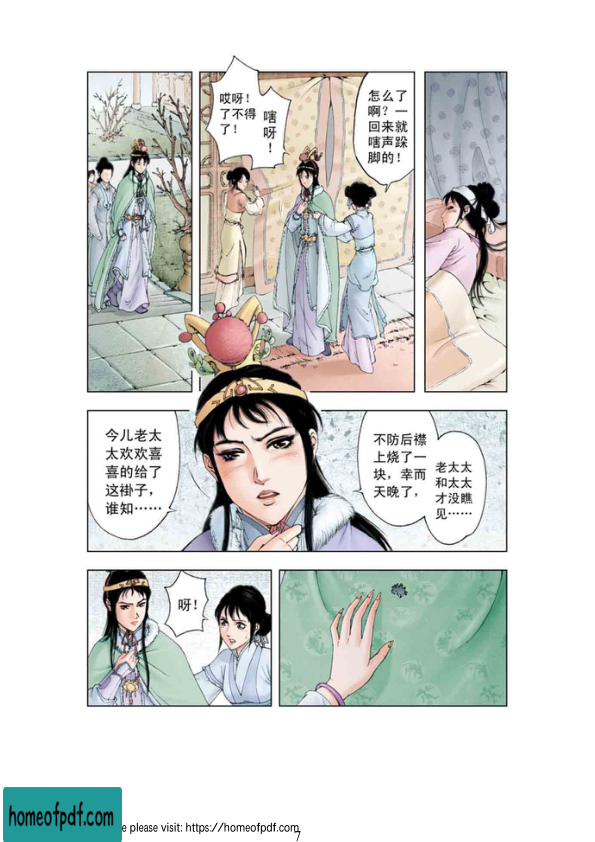 哎呀！
了不得
了！
嗐呀！
怎么了
啊？一
回来就
嗐声跺
脚的！
今儿老太
太欢欢喜
喜的给了
这褂子，
谁知……
不防后襟
上烧了一
块，幸而
天晚了，
老太太
和太太
才没瞧
见……
呀！
homeofpdf.com
e please visit: https://homeofpdf.com
7